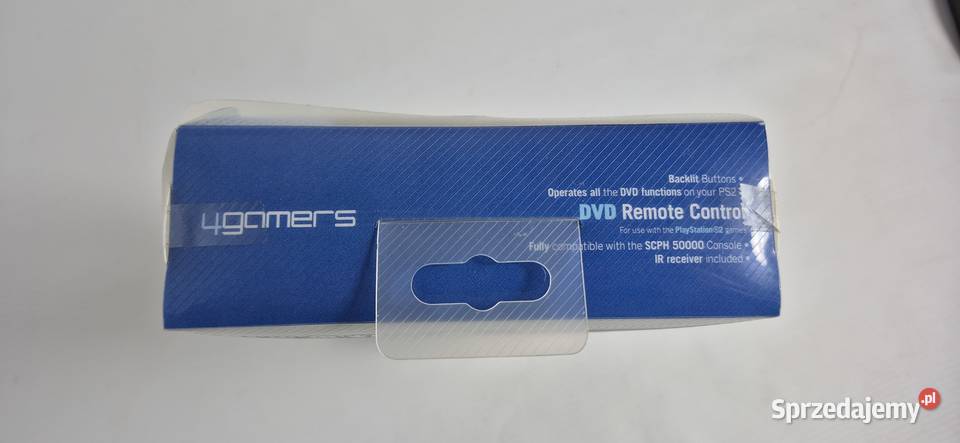 4gamers
Backlit Buttons •
Operates all the DVD functions on your PS2 •
DVD Remote Control
For use with the PlayStation®2 games
Fully compatible with the SCPH 50000 Console •
IR receiver included •
Sprzedajemy.pl